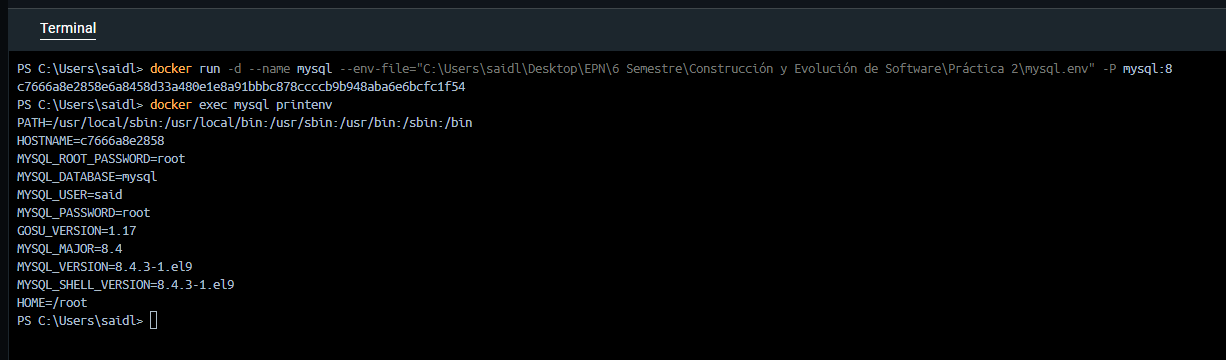 Terminal
PS C:\Users\saidl> docker run -d --name mysql --env-file="C:\Users\saidl\Desktop\EPN\6 Semestre\Construcción y Evolución de Software\Práctica 2\mysql.env" -P mysql:8
c7666a8e2858e6a8458d33a480e1e8a91bbbc878ccccb9b948aba6e6bcfc1f54
PS C:\Users\saidl> docker exec mysql printenv
PATH=/usr/local/sbin:/usr/local/bin:/usr/sbin:/usr/bin:/sbin:/bin
HOSTNAME=c7666a8e2858
MYSQL_ROOT_PASSWORD=root
MYSQL_DATABASE=mysql
MYSQL_USER=said
MYSQL_PASSWORD=root
GOSU_VERSION=1.17
MYSQL_MAJOR=8.4
MYSQL_VERSION=8.4.3-1.el9
MYSQL_SHELL_VERSION=8.4.3-1.el9
HOME=/root
PS C:\Users\saidl>